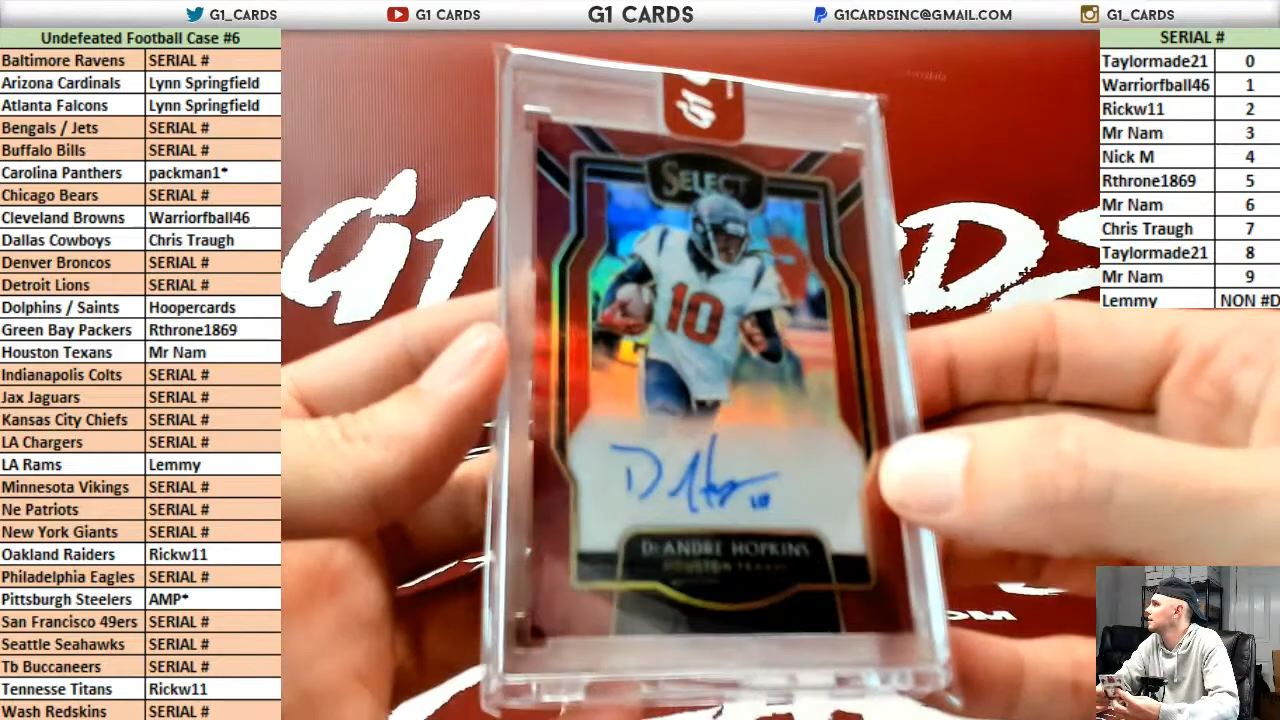 G1_CARDS
G1 CARDS
G1 CARDS
G1CARDSINC@GMAIL.COM
G1_CARDS
Undefeated Football Case #6
Baltimore Ravens SERIAL #
Arizona Cardinals Lynn Springfield
Atlanta Falcons Lynn Springfield
Bengals / Jets SERIAL #
Buffalo Bills SERIAL #
Carolina Panthers packman1*
Chicago Bears SERIAL #
Cleveland Browns Warriorfball46
Dallas Cowboys Chris Traugh
Denver Broncos SERIAL #
Detroit Lions SERIAL #
Dolphins / Saints Hoopercards
Green Bay Packers Rthrone1869
Houston Texans Mr Nam
Indianapolis Colts SERIAL #
Jax Jaguars SERIAL #
Kansas City Chiefs SERIAL #
LA Chargers SERIAL #
LA Rams Lemmy
Minnesota Vikings SERIAL #
Ne Patriots SERIAL #
New York Giants SERIAL #
Oakland Raiders Rickw11
Philadelphia Eagles SERIAL #
Pittsburgh Steelers AMP*
San Francisco 49ers SERIAL #
Seattle Seahawks SERIAL #
Tb Buccaneers SERIAL #
Tennesse Titans Rickw11
Wash Redskins SERIAL #
SELECT
10
DEANDRE HOPKINS
HOUSTON TEXANS
SERIAL #
Taylormade21 0
Warriorfball46 1
Rickw11 2
Mr Nam 3
Nick M 4
Rthrone1869 5
Mr Nam 6
Chris Traugh 7
Taylormade21 8
Mr Nam 9
Lemmy NON #D